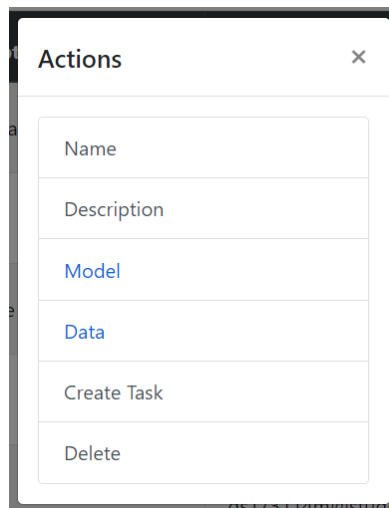 Actions
×
Name
Description
Model
Data
Create Task
Delete